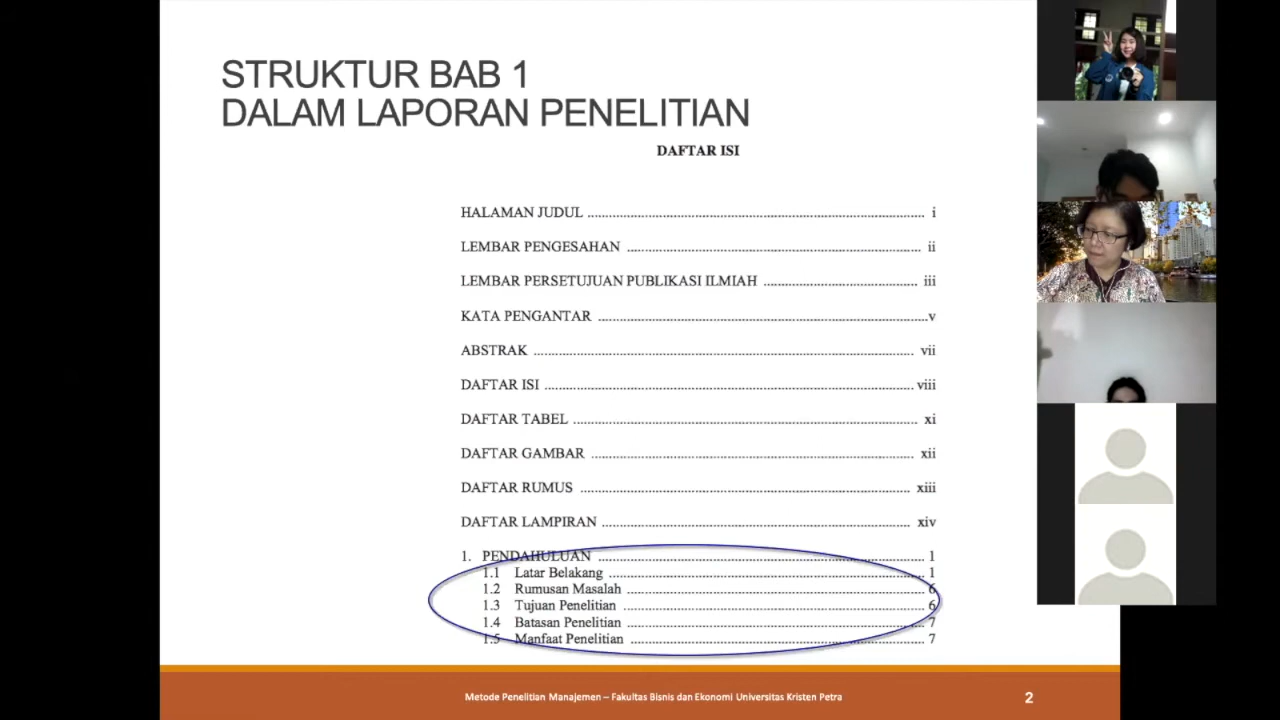 STRUKTUR BAB 1
DALAM LAPORAN PENELITIAN
DAFTAR ISI
HALAMAN JUDUL ........................................................................ i
LEMBAR PENGESAHAN ........................................................................ ii
LEMBAR PERSETUJUAN PUBLIKASI ILMIAH ........................................................................ iii
KATA PENGANTAR ........................................................................ v
ABSTRAK ........................................................................ vii
DAFTAR ISI ........................................................................ viii
DAFTAR TABEL ........................................................................ xi
DAFTAR GAMBAR ........................................................................ xii
DAFTAR RUMUS ........................................................................ xiii
DAFTAR LAMPIRAN ........................................................................ xiv
1. PENDAHULUAN ........................................................................ 1
1.1 Latar Belakang ........................................................................ 1
1.2 Rumusan Masalah ........................................................................ 6
1.3 Tujuan Penelitian ........................................................................ 6
1.4 Batasan Penelitian ........................................................................ 7
1.5 Manfaat Penelitian ........................................................................ 7
Metode Penelitian Manajemen – Fakultas Bisnis dan Ekonomi Universitas Kristen Petra
2